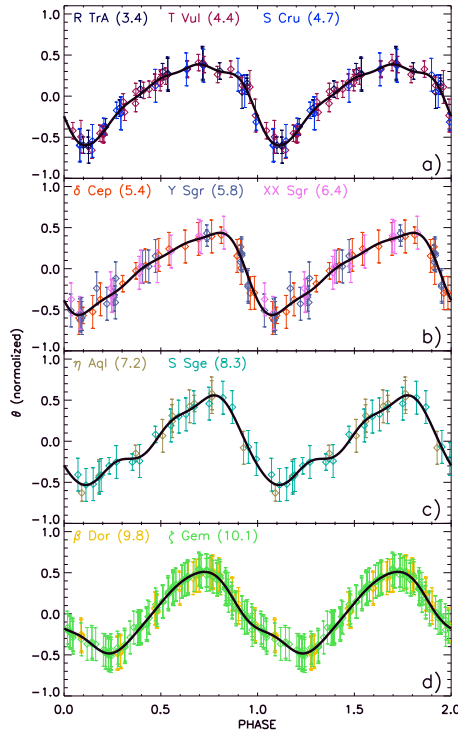 R TrA (3.4) T Vul (4.4) S Cru (4.7)
1.0
0.5
0.0
-0.5
-1.0
a)
δ Cep (5.4) Y Sgr (5.8) XX Sgr (6.4)
1.0
0.5
0.0
-0.5
-1.0
b)
θ (normalized)
η Aql (7.2) S Sge (8.3)
1.0
0.5
0.0
-0.5
-1.0
c)
β Dor (9.8) ζ Gem (10.1)
1.0
0.5
0.0
-0.5
-1.0
d)
0.0 0.5 1.0 1.5 2.0
PHASE